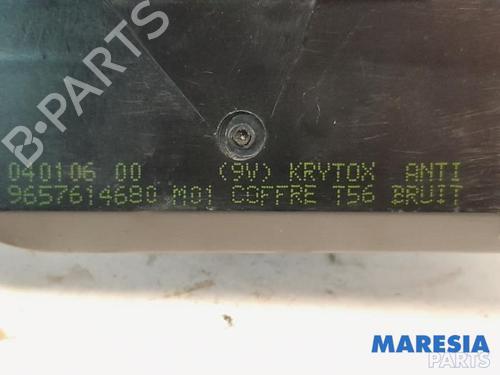 B-PARTS
040106 00 (9V) KRYTOX ANTI
9657614680 M01 COFFRE T56 BRUIT
MARESIA
PARTS